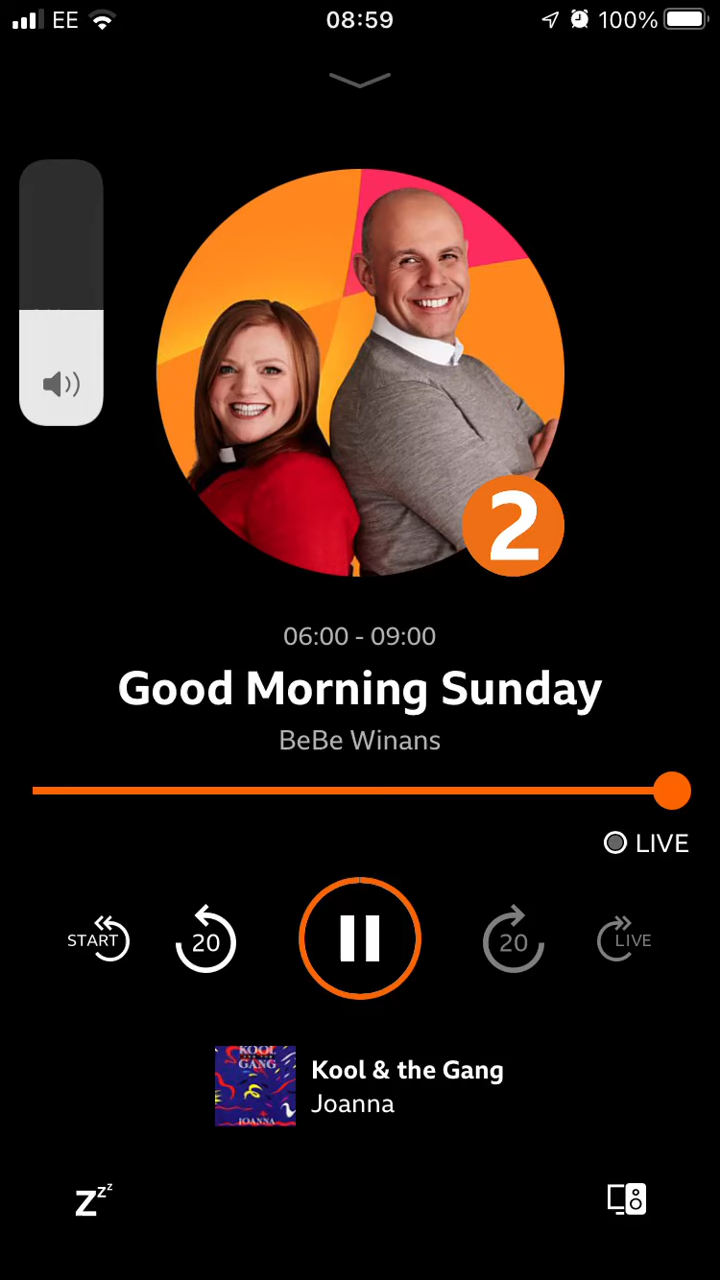 EE 08:59 100%
2
06:00 - 09:00
Good Morning Sunday
BeBe Winans
LIVE
START 20 20 LIVE
KOOL
GANG
JOANNA
Kool & the Gang
Joanna
Zzz